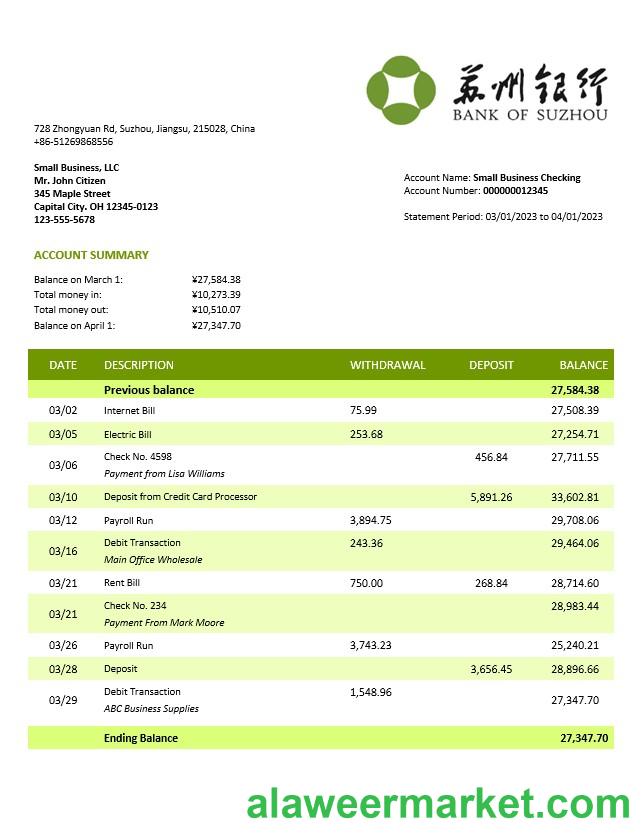 苏州银行
BANK OF SUZHOU
728 Zhongyuan Rd, Suzhou, Jiangsu, 215028, China
+86-51269868556
Small Business, LLC
Mr. John Citizen
345 Maple Street
Capital City. OH 12345-0123
123-555-5678
Account Name: Small Business Checking
Account Number: 000000012345
Statement Period: 03/01/2023 to 04/01/2023
ACCOUNT SUMMARY
Balance on March 1: ¥27,584.38
Total money in: ¥10,273.39
Total money out: ¥10,510.07
Balance on April 1: ¥27,347.70
DATE DESCRIPTION WITHDRAWAL DEPOSIT BALANCE
Previous balance 27,584.38
03/02 Internet Bill 75.99 27,508.39
03/05 Electric Bill 253.68 27,254.71
03/06 Check No. 4598 456.84 27,711.55
Payment from Lisa Williams
03/10 Deposit from Credit Card Processor 5,891.26 33,602.81
03/12 Payroll Run 3,894.75 29,708.06
03/16 Debit Transaction 243.36 29,464.06
Main Office Wholesale
03/21 Rent Bill 750.00 268.84 28,714.60
03/21 Check No. 234 28,983.44
Payment From Mark Moore
03/26 Payroll Run 3,743.23 25,240.21
03/28 Deposit 3,656.45 28,896.66
03/29 Debit Transaction 1,548.96 27,347.70
ABC Business Supplies
Ending Balance 27,347.70
alaweermarket.com